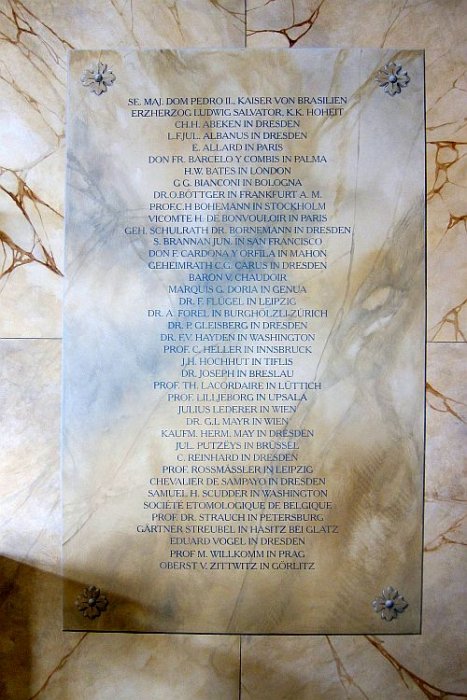 SE. MAJ. DOM PEDRO II., KAISER VON BRASILIEN
ERZHERZOG LUDWIG SALVATOR, K.K. HOHEIT
CH.H. ABEKEN IN DRESDEN
L.F.JUL. ALBANUS IN DRESDEN
E. ALLARD IN PARIS
DON FR. BARCELO Y COMBIS IN PALMA
H.W. BATES IN LONDON
G.G. BIANCONI IN BOLOGNA
DR.O.BÖTTGER IN FRANKFURT A. M.
PROF.C.H BOHEMANN IN STOCKHOLM
VICOMTE H. DE BONVOULOIR IN PARIS
GEH. SCHULRATH DR. BORNEMANN IN DRESDEN
S. BRANNAN JUN. IN SAN FRANCISCO
DON F. CARDONA Y ORFILA IN MAHON
GEHEIMRATH C.G. CARUS IN DRESDEN
BARON V. CHAUDOIR
MARQUIS G. DORIA IN GENUA
DR. F. FLÜGEL IN LEIPZIG
DR. A. FOREL IN BURGHÖLZLI-ZÜRICH
DR. P. GLEISBERG IN DRESDEN
DR. F.V. HAYDEN IN WASHINGTON
PROF. C. HELLER IN INNSBRUCK
J.H. HOCHHUT IN TIFLIS
DR. JOSEPH IN BRESLAU
PROF. TH. LACORDAIRE IN LÜTTICH
PROF. LILLJEBORG IN UPSALA
JULIUS LEDERER IN WIEN
DR. G.L MAYR IN WIEN
KAUFM. HERM. MAY IN DRESDEN
JUL. PUTZEYS IN BRÜSSEL
C. REINHARD IN DRESDEN
PROF. ROSSMÄSSLER IN LEIPZIG
CHEVALIER DE SAMPAYO IN DRESDEN
SAMUEL H. SCUDDER IN WASHINGTON
SOCIÉTÉ ETOMOLOGIQUE DE BELGIQUE
PROF. DR. STRAUCH IN PETERSBURG
GÄRTNER STREUBEL IN HASITZ BEI GLATZ
EDUARD VOGEL IN DRESDEN
PROF M. WILLKOMM IN PRAG
OBERST V. ZITTWITZ IN GÖRLITZ